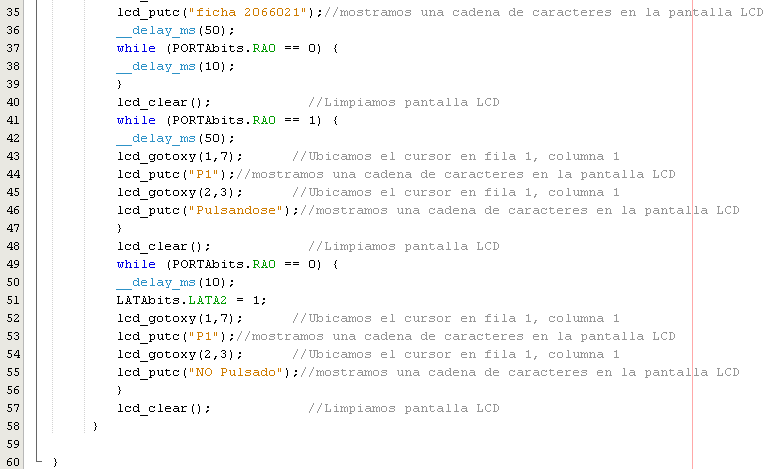 35 lcd_putc("ficha 2066021");//mostramos una cadena de caracteres en la pantalla LCD
36 __delay_ms(50);
37 while (PORTAbits.RA0 == 0) {
38 __delay_ms(10);
39 }
40 lcd_clear(); //Limpiamos pantalla LCD
41 while (PORTAbits.RA0 == 1) {
42 __delay_ms(50);
43 lcd_gotoxy(1,7); //Ubicamos el cursor en fila 1, columna 1
44 lcd_putc("P1");//mostramos una cadena de caracteres en la pantalla LCD
45 lcd_gotoxy(2,3); //Ubicamos el cursor en fila 1, columna 1
46 lcd_putc("Pulsandose");//mostramos una cadena de caracteres en la pantalla LCD
47 }
48 lcd_clear(); //Limpiamos pantalla LCD
49 while (PORTAbits.RA0 == 0) {
50 __delay_ms(10);
51 LATAbits.LATA2 = 1;
52 lcd_gotoxy(1,7); //Ubicamos el cursor en fila 1, columna 1
53 lcd_putc("P1");//mostramos una cadena de caracteres en la pantalla LCD
54 lcd_gotoxy(2,3); //Ubicamos el cursor en fila 1, columna 1
55 lcd_putc("NO Pulsado");//mostramos una cadena de caracteres en la pantalla LCD
56 }
57 lcd_clear(); //Limpiamos pantalla LCD
58 }
59
60 }